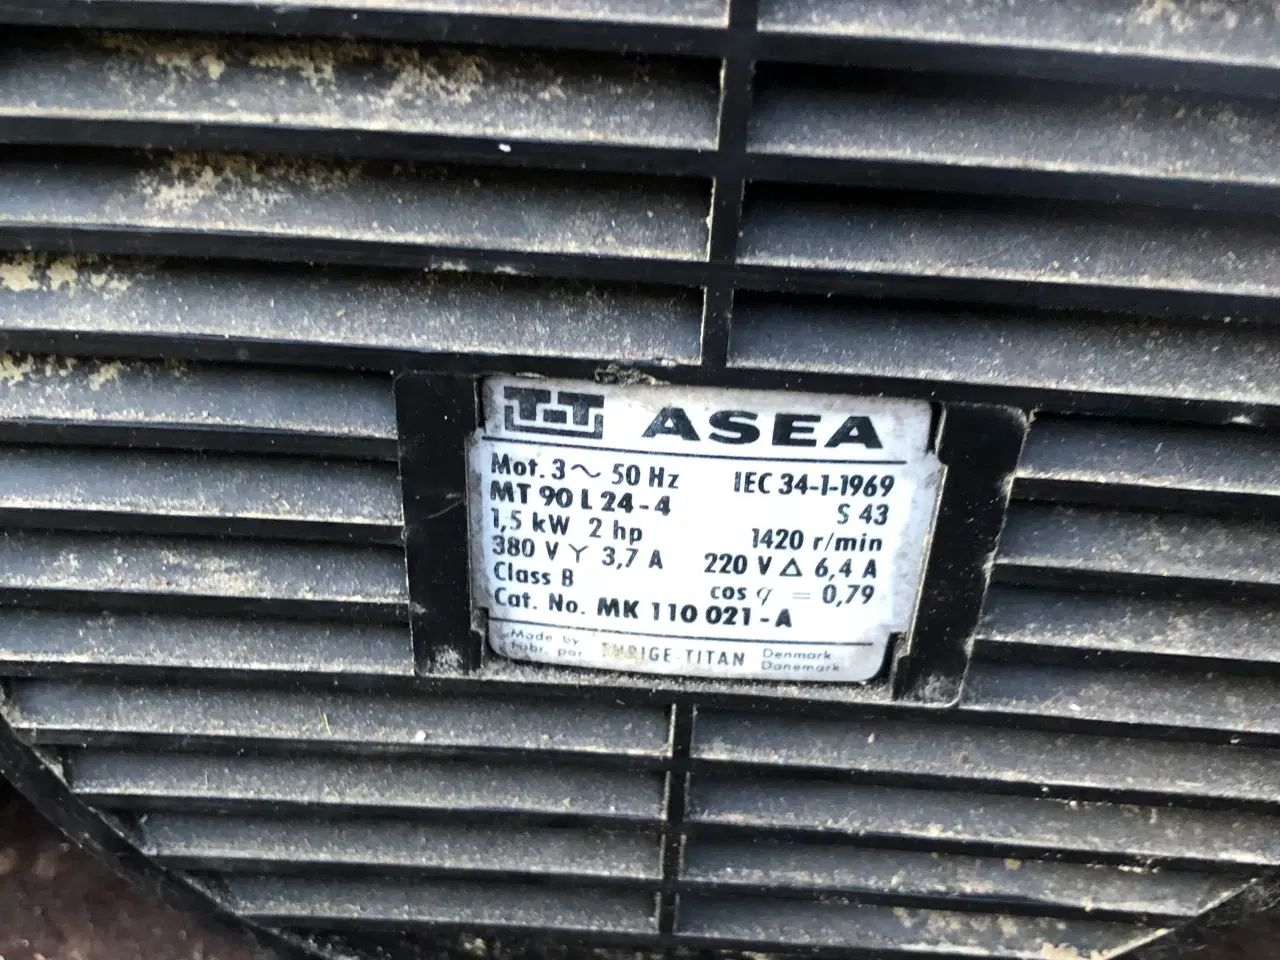 TT ASEA
Mot. 3~ 50 Hz IEC 34-1-1969
MT 90 L 24-4 S 43
1,5 kW 2 hp 1420 r/min
380 V Y 3,7 A 220 V Δ 6,4 A
Class B cos φ = 0,79
Cat. No. MK 110 021-A
Made by THRIGE-TITAN Denmark
Fabr. par Danemark